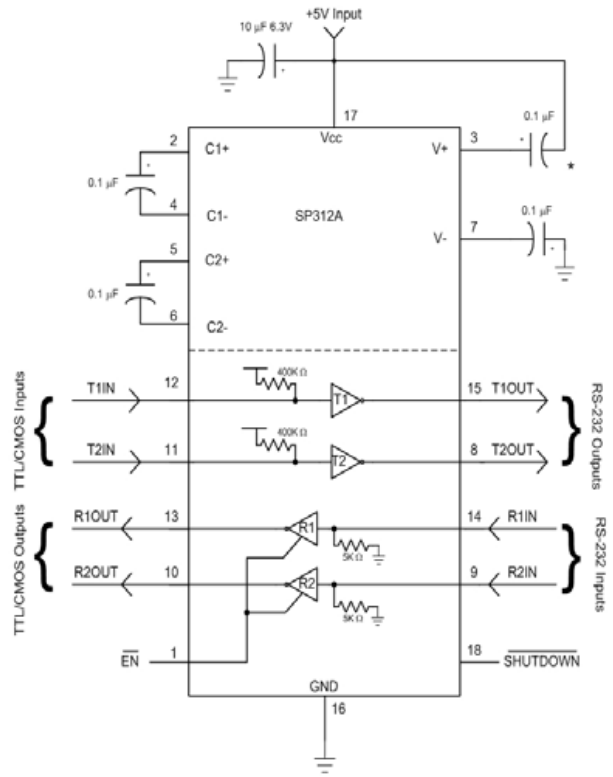 +5V Input
10 µF 6.3V
17
Vcc
0.1 µF
2
C1+
V+
3
*
0.1 µF
4
C1-
SP312A
0.1 µF
5
C2+
V-
7
0.1 µF
6
C2-
400K Ω
T1IN
12
T1
15
T1OUT
400K Ω
T2IN
11
T2
8
T2OUT
TTL/CMOS Inputs
RS-232 Outputs
R1OUT
13
R1
14
R1IN
5K Ω
R2OUT
10
R2
9
R2IN
5K Ω
TTL/CMOS Outputs
RS-232 Inputs
EN
1
18
SHUTDOWN
GND
16